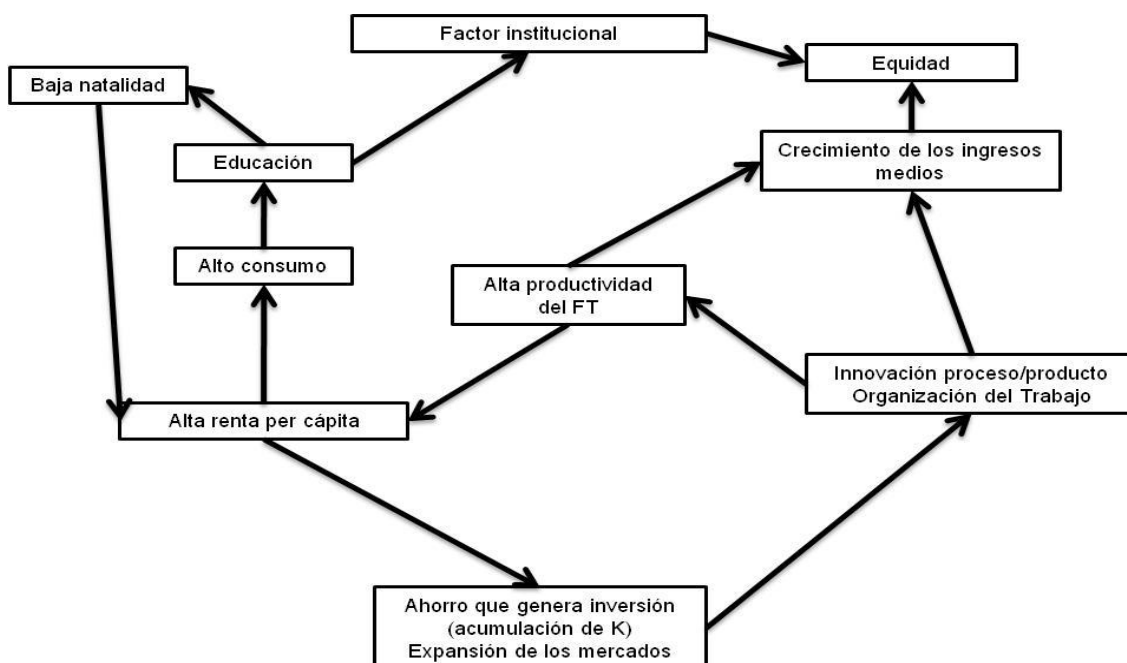 Factor institucional
Equidad
Baja natalidad
Educación
Crecimiento de los ingresos
medios
Alto consumo
Alta productividad
del FT
Innovación proceso/producto
Organización del Trabajo
Alta renta per cápita
Ahorro que genera inversión
(acumulación de K)
Expansión de los mercados